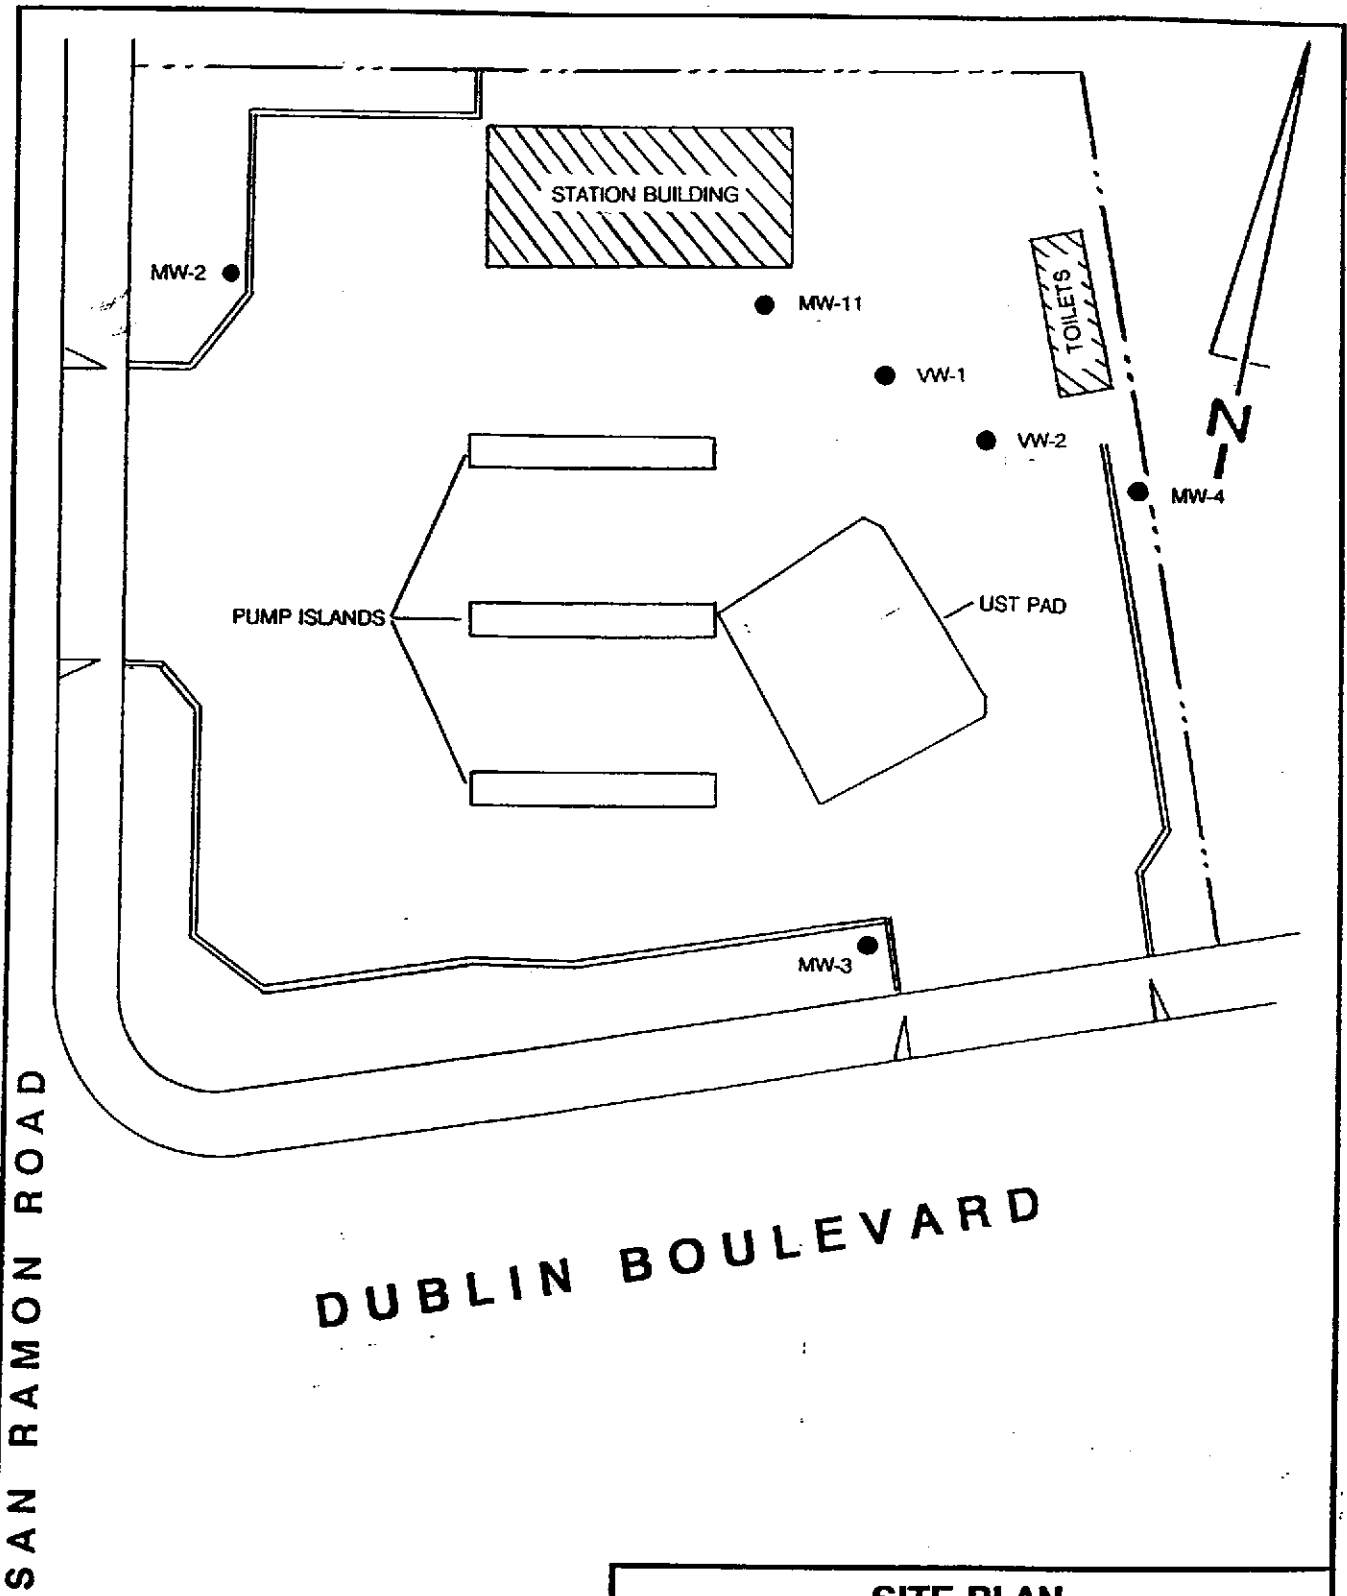 STATION BUILDING
MW-2
TOILETS
MW-11
VW-1
N
VW-2
MW-4
UST PAD
PUMP ISLANDS
MW-3
SAN RAMON ROAD
DUBLIN BOULEVARD
SITE PLAN